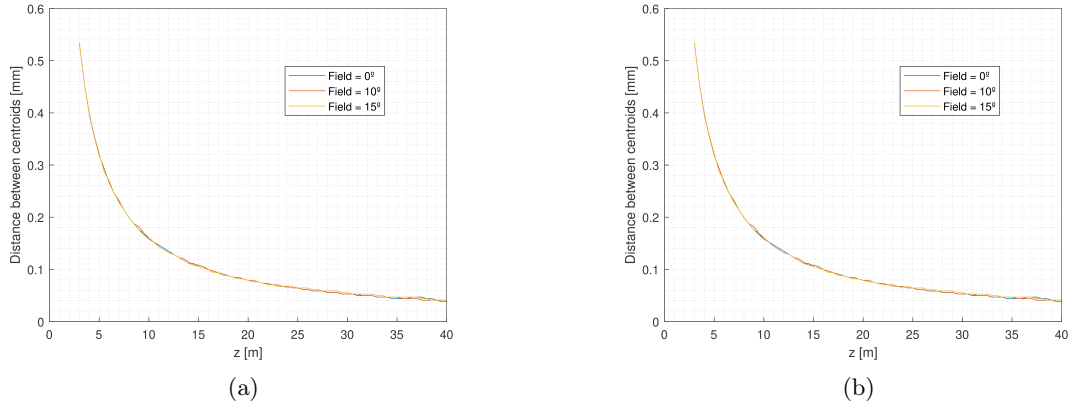 0.6
0.5
0.4
0.3
0.2
0.1
0
Distance between centroids [mm]
Field = 0º
Field = 10º
Field = 15º
0 5 10 15 20 25 30 35 40
z [m]
(a)
0.6
0.5
0.4
0.3
0.2
0.1
0
Distance between centroids [mm]
Field = 0º
Field = 10º
Field = 15º
0 5 10 15 20 25 30 35 40
z [m]
(b)